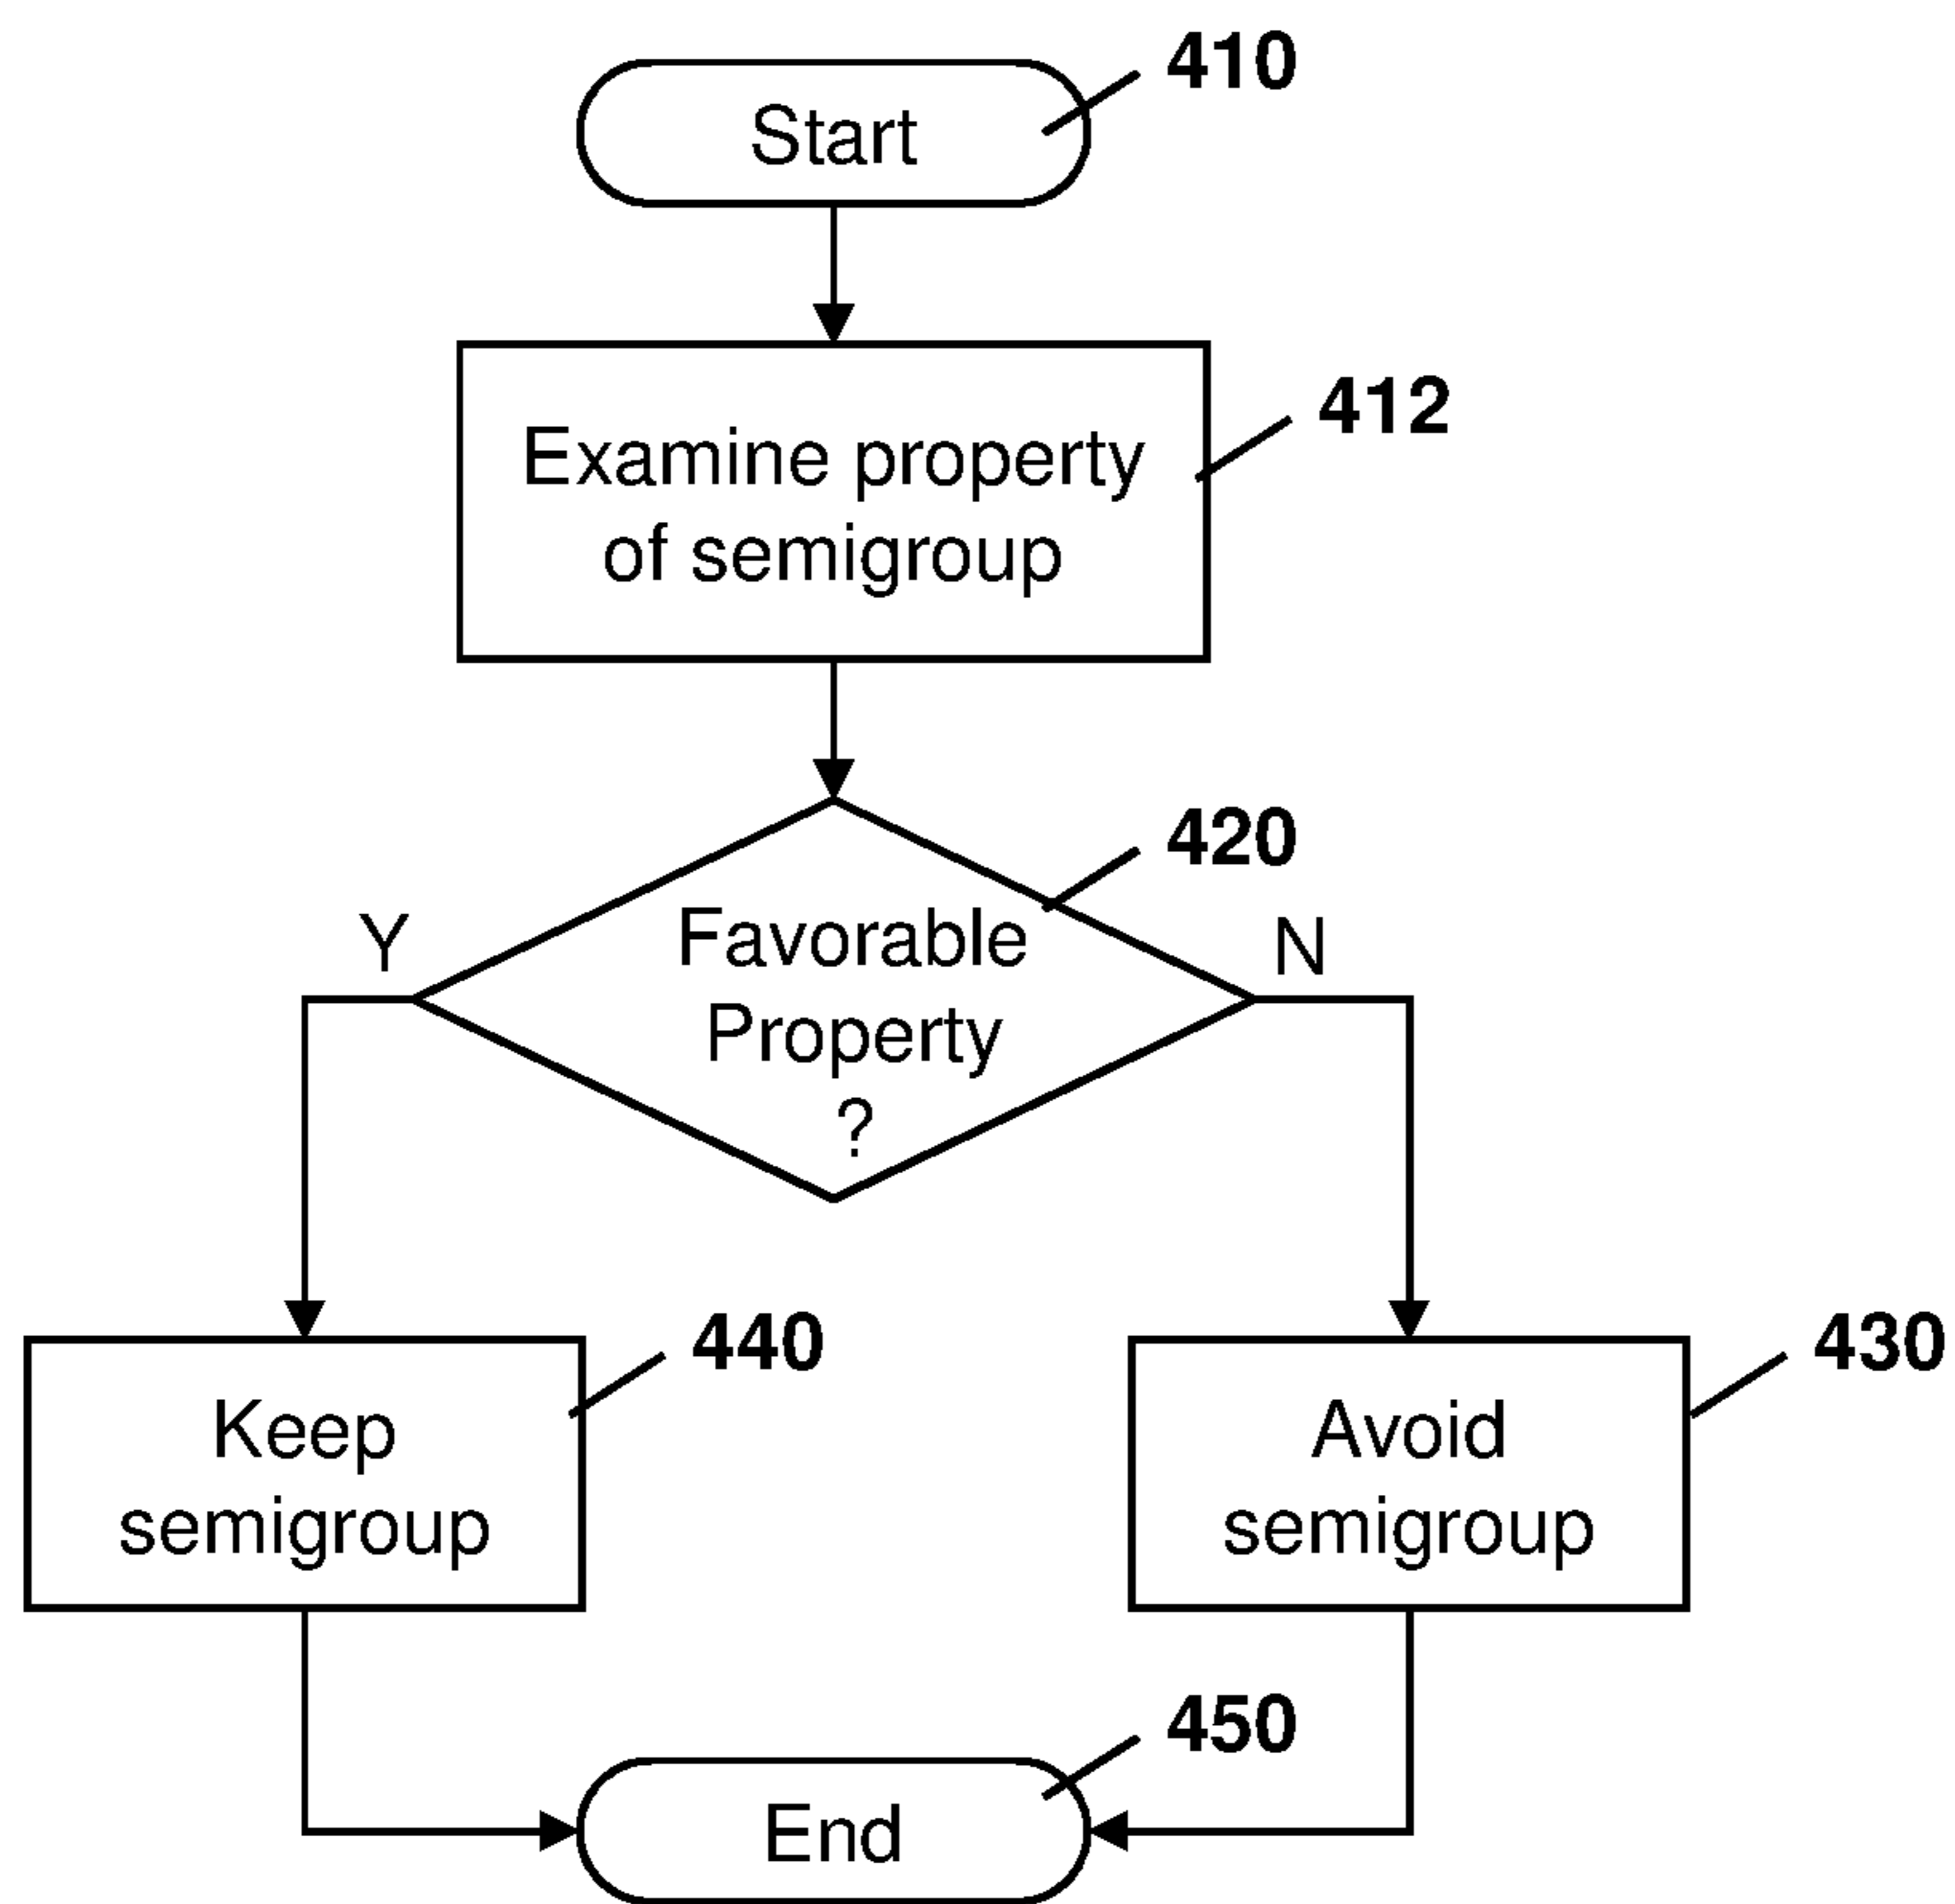 410
Start
412
Examine property
of semigroup
420
Y
Favorable
N
Property
?
440
430
Keep
semigroup
Avoid
semigroup
450
End